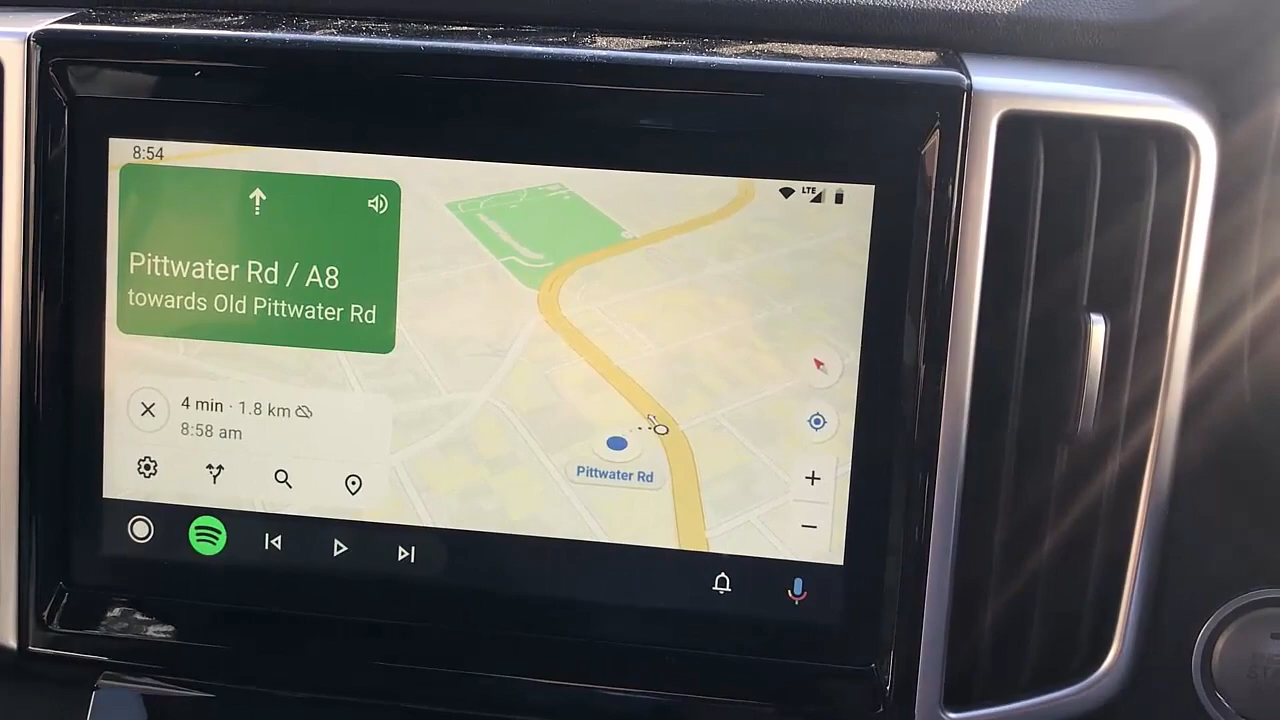 8:54
LTE
Pittwater Rd / A8
towards Old Pittwater Rd
4 min · 1.8 km
8:58 am
Pittwater Rd
+
−